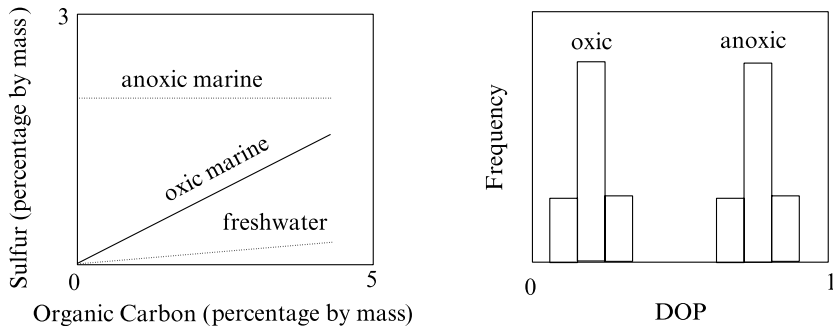 3
Sulfur (percentage by mass )
anoxic marine
oxic marine
freshwater
0
5
Organic Carbon (percentage by mass)
oxic
anoxic
Frequency
0
1
DOP